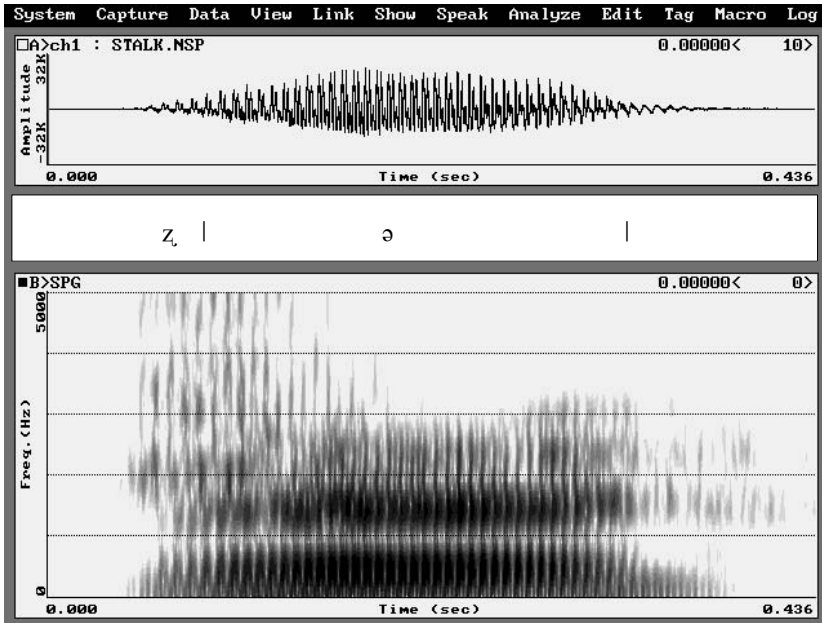 System Capture Data View Link Show Speak Analyze Edit Tag Macro Log
A>ch1 : STALK.NSP 0.00000< 10>
Amplitude
32K
-32K
0.000 Time (sec) 0.436
ʐ | ə |
B>SPG 0.00000< 0>
5000
Freq.(Hz)
0
0.000 Time (sec) 0.436